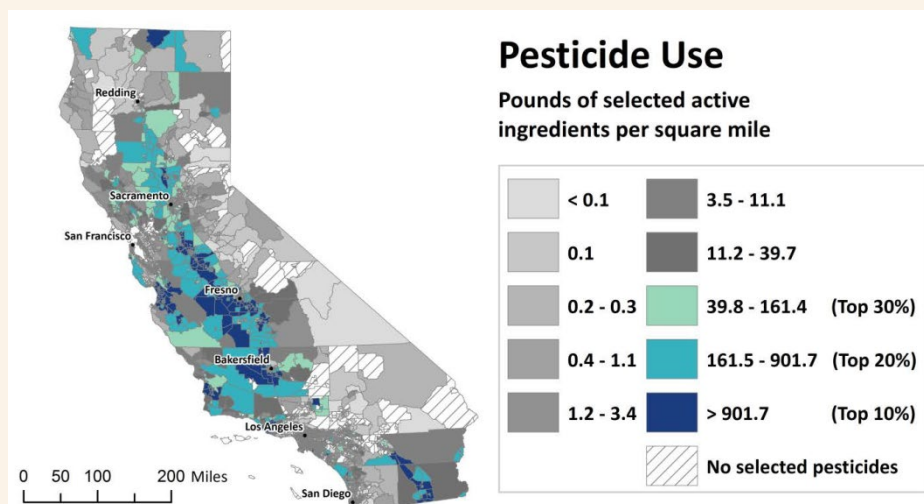 Pesticide Use
Pounds of selected active
ingredients per square mile
< 0.1
3.5 - 11.1
0.1
11.2 - 39.7
0.2 - 0.3
39.8 - 161.4 (Top 30%)
0.4 - 1.1
161.5 - 901.7 (Top 20%)
1.2 - 3.4
> 901.7 (Top 10%)
No selected pesticides
Redding
Sacramento
San Francisco
Fresno
Bakersfield
Los Angeles
San Diego
0 50 100 200 Miles